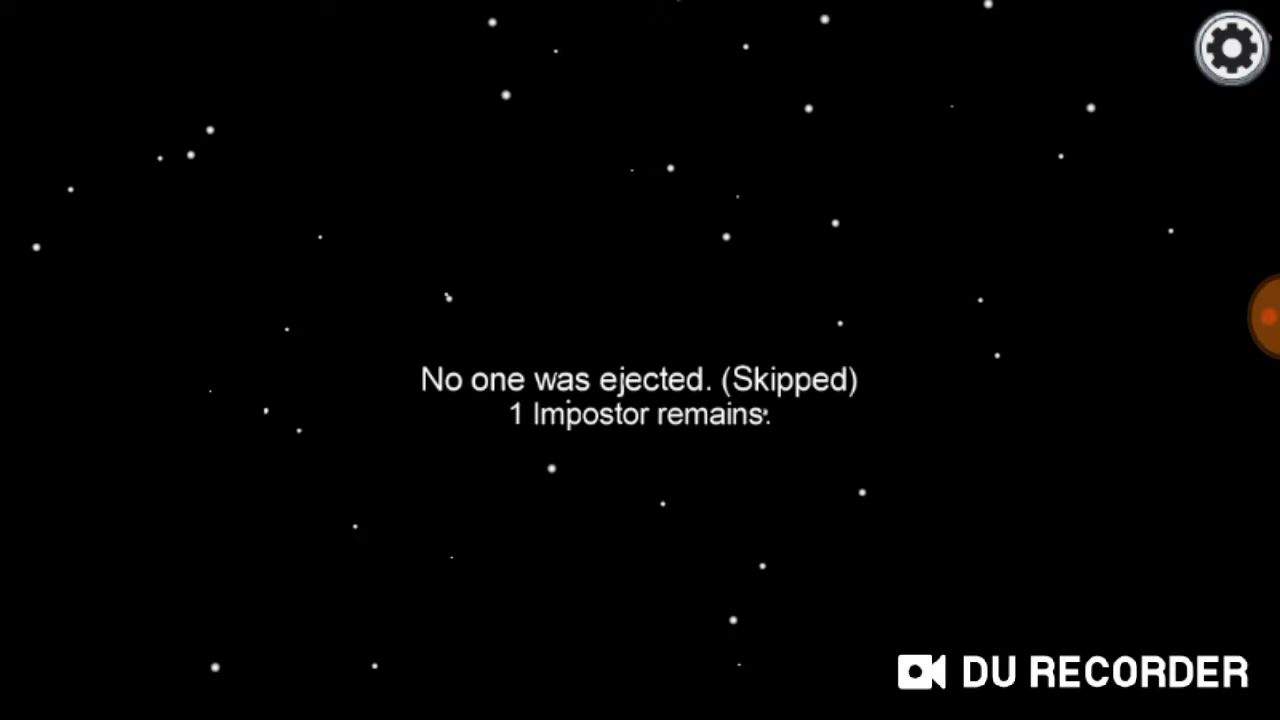 No one was ejected. (Skipped)
1 Impostor remains.
DU RECORDER